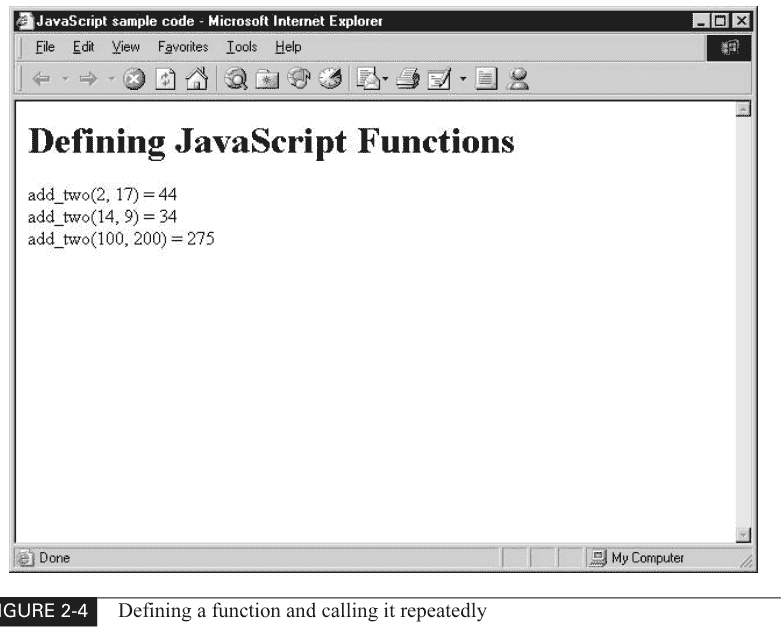 JavaScript sample code - Microsoft Internet Explorer
File Edit View Favorites Tools Help
Defining JavaScript Functions
add_two(2, 17) = 44
add_two(14, 9) = 34
add_two(100, 200) = 275
Done My Computer
IGURE 2-4 Defining a function and calling it repeatedly